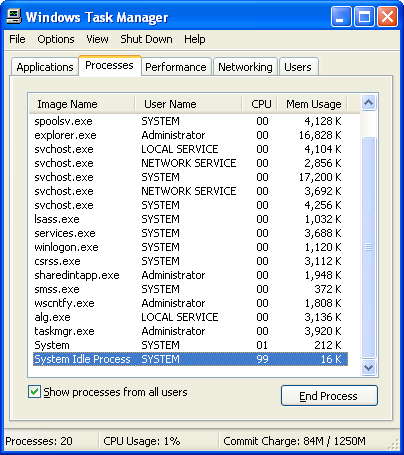 Windows Task Manager
File Options View Shut Down Help
Applications Processes Performance Networking Users
Image Name User Name CPU Mem Usage
spoolsv.exe SYSTEM 00 4,128 K
explorer.exe Administrator 00 16,828 K
svchost.exe LOCAL SERVICE 00 4,104 K
svchost.exe NETWORK SERVICE 00 2,856 K
svchost.exe SYSTEM 00 17,200 K
svchost.exe NETWORK SERVICE 00 3,692 K
svchost.exe SYSTEM 00 4,256 K
lsass.exe SYSTEM 00 1,032 K
services.exe SYSTEM 00 3,688 K
winlogon.exe SYSTEM 00 1,120 K
csrss.exe SYSTEM 00 3,112 K
sharedintapp.exe Administrator 00 1,948 K
smss.exe SYSTEM 00 372 K
wscntfy.exe Administrator 00 1,808 K
alg.exe LOCAL SERVICE 00 3,136 K
taskmgr.exe Administrator 00 3,920 K
System SYSTEM 01 212 K
System Idle Process SYSTEM 99 16 K
Show processes from all users End Process
Processes: 20 CPU Usage: 1% Commit Charge: 84M / 1250M